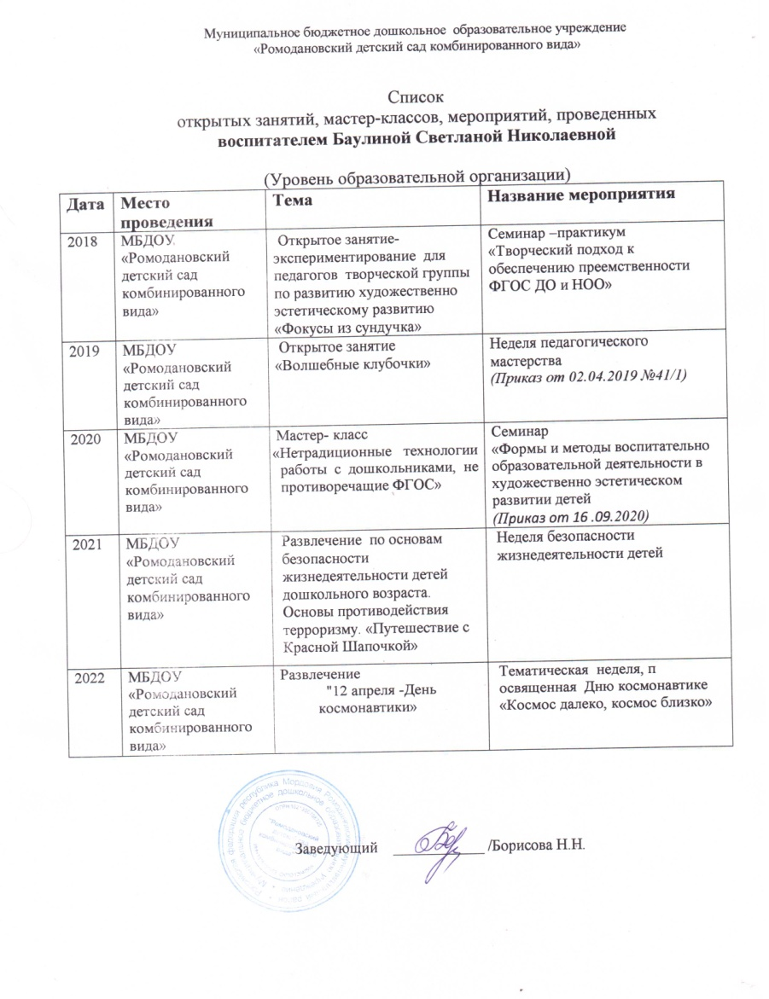 Муниципальное бюджетное дошкольное образовательное учреждение
«Ромодановский детский сад комбинированного вида»
Список
открытых занятий, мастер-классов, мероприятий, проведенных
воспитателем Баулиной Светланой Николаевной
(Уровень образовательной организации)
Дата
Место
проведения
Тема
Название мероприятия
2018
МБДОУ
«Ромодановский
детский сад
комбинированного
вида»
Открытое занятие-
экспериментирование для
педагогов творческой группы
по развитию художественно
эстетическому развитию
«Фокусы из сундучка»
Семинар –практикум
«Творческий подход к
обеспечению преемственности
ФГОС ДО и НОО»
2019
МБДОУ
«Ромодановский
детский сад
комбинированного
вида»
Открытое занятие
«Волшебные клубочки»
Неделя педагогического
мастерства
(Приказ от 02.04.2019 №41/1)
2020
МБДОУ
«Ромодановский
детский сад
комбинированного
вида»
Мастер- класс
«Нетрадиционные технологии
работы с дошкольниками, не
противоречащие ФГОС»
Семинар
«Формы и методы воспитательно
образовательной деятельности в
художественно эстетическом
развитии детей
(Приказ от 16 .09.2020)
2021
МБДОУ
«Ромодановский
детский сад
комбинированного
вида»
Развлечение по основам
безопасности
жизнедеятельности детей
дошкольного возраста.
Основы противодействия
терроризму. «Путешествие с
Красной Шапочкой»
Неделя безопасности
жизнедеятельности детей
2022
МБДОУ
«Ромодановский
детский сад
комбинированного
вида»
Развлечение
"12 апреля -День
космонавтики»
Тематическая неделя, п
освященная Дню космонавтике
«Космос далеко, космос близко»
Заведующий /Борисова Н.Н.